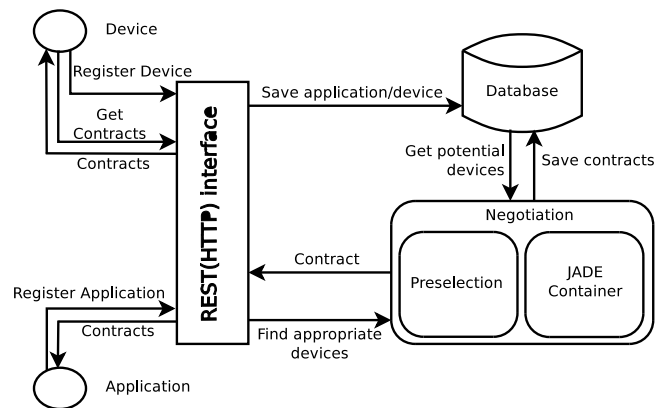 Device
Register Device
Get
Contracts
Contracts
REST(HTTP) interface
Save application/device
Database
Get potential
devices
Save contracts
Negotiation
Preselection
JADE
Container
Contract
Find appropriate
devices
Register Application
Contracts
Application